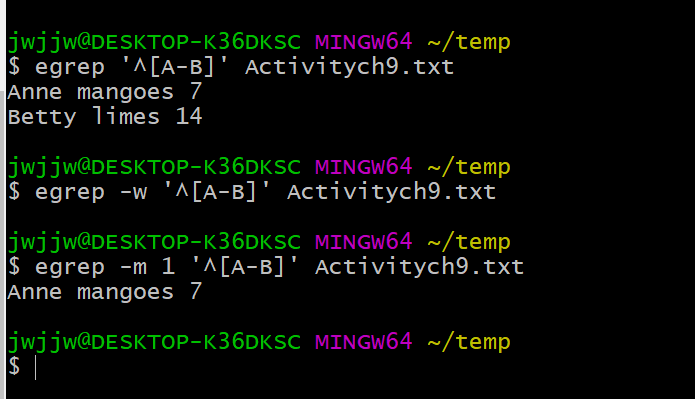 jwjjw@DESKTOP-K36DKSC MINGW64 ~/temp
$ egrep '^[A-B]' Activitych9.txt
Anne mangoes 7
Betty limes 14
jwjjw@DESKTOP-K36DKSC MINGW64 ~/temp
$ egrep -w '^[A-B]' Activitych9.txt
jwjjw@DESKTOP-K36DKSC MINGW64 ~/temp
$ egrep -m 1 '^[A-B]' Activitych9.txt
Anne mangoes 7
jwjjw@DESKTOP-K36DKSC MINGW64 ~/temp
$